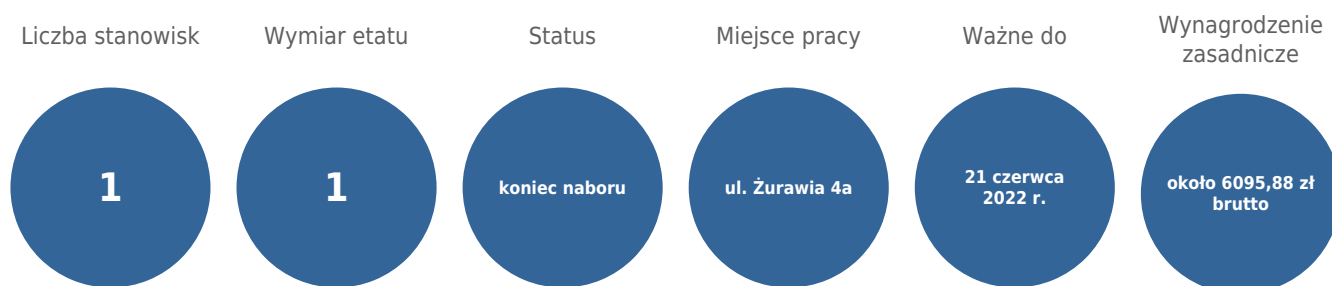 Liczba stanowisk
1
Wymiar etatu
1
Status
koniec naboru
Miejsce pracy
ul. Żurawia 4a
Ważne do
21 czerwca
2022 r.
Wynagrodzenie
zasadnicze
około 6095,88 zł
brutto